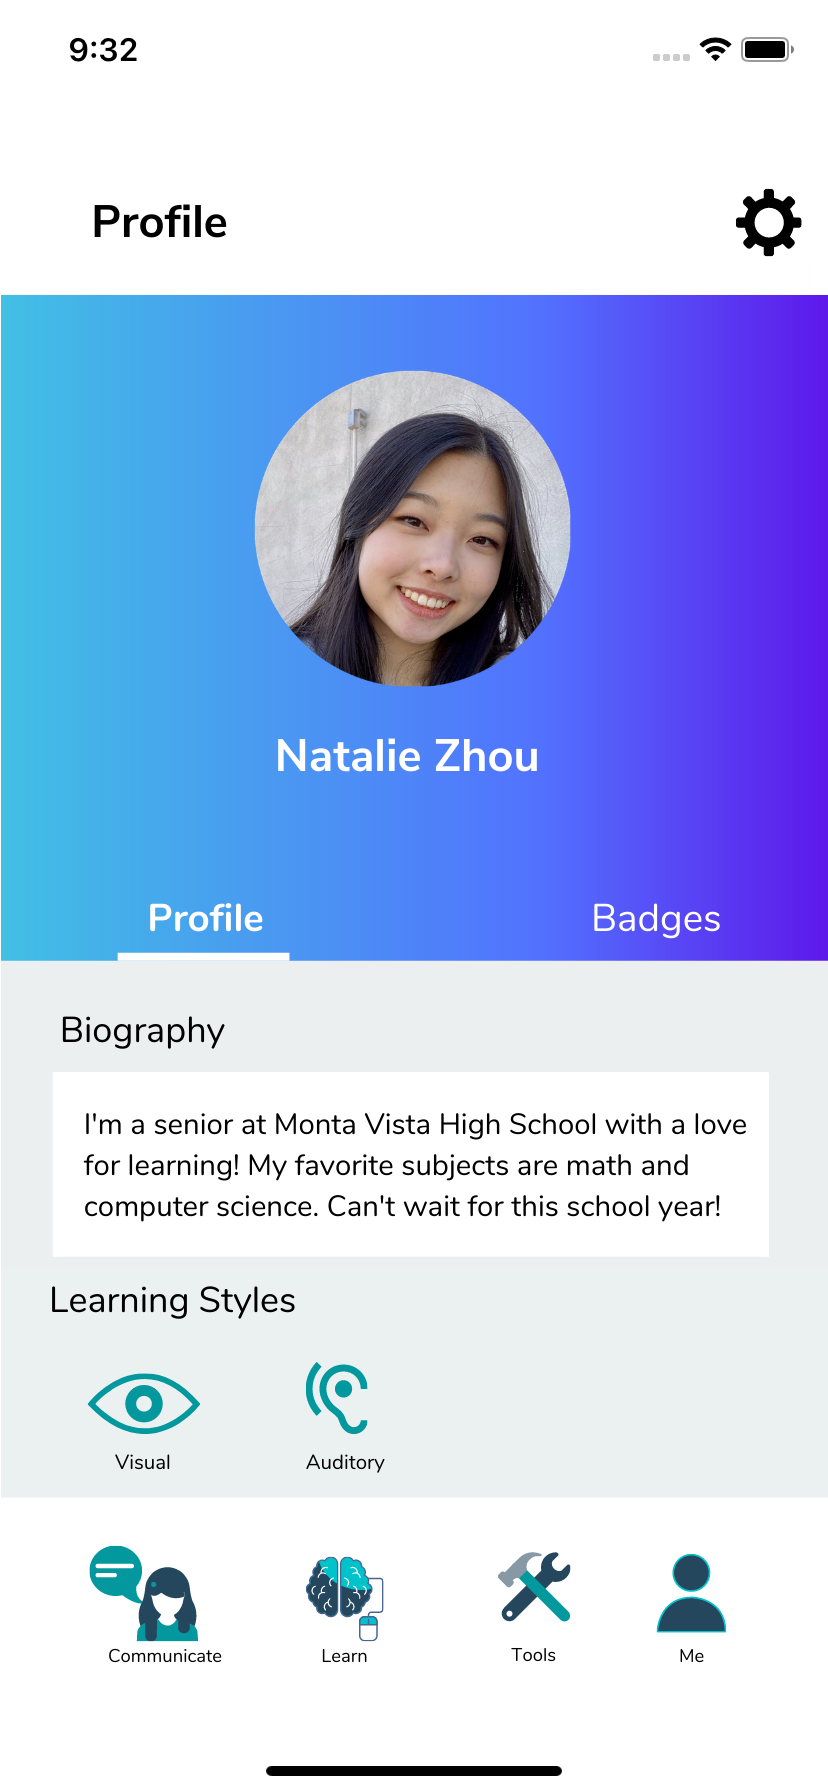 9:32
Profile
Natalie Zhou
Profile
Badges
Biography
I'm a senior at Monta Vista High School with a love
for learning! My favorite subjects are math and
computer science. Can't wait for this school year!
Learning Styles
Visual
Auditory
Communicate
Learn
Tools
Me